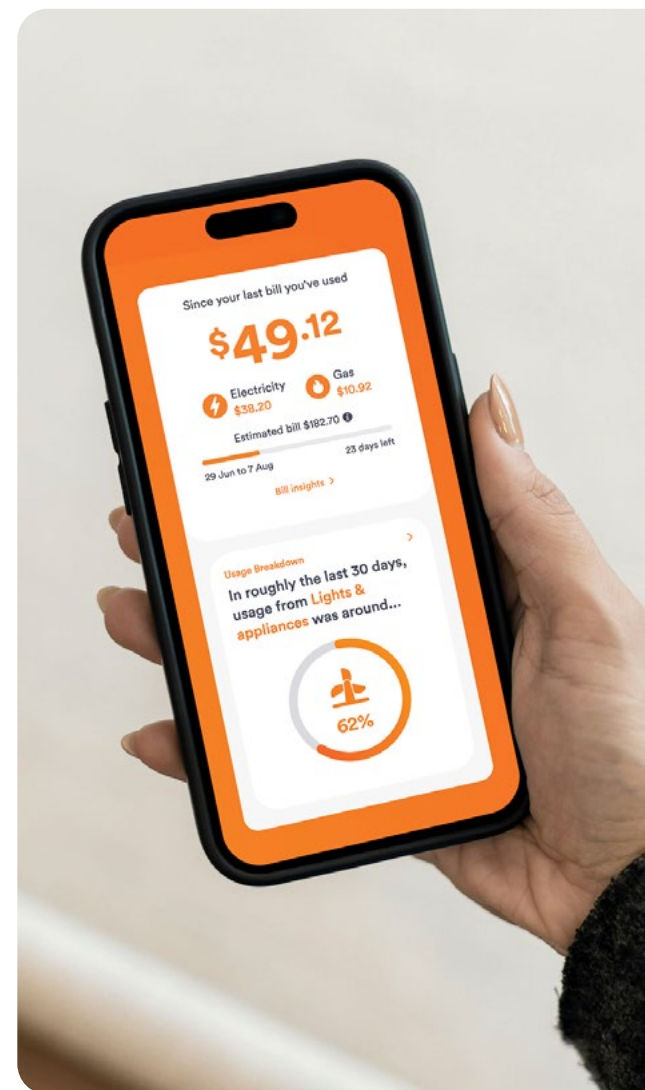 Since your last bill you've used
$49.12
Electricity
$38.20
Gas
$10.92
Estimated bill $182.70
29 Jun to 7 Aug
23 days left
Bill insights
Usage Breakdown
In roughly the last 30 days,
usage from Lights &
appliances was around...
62%